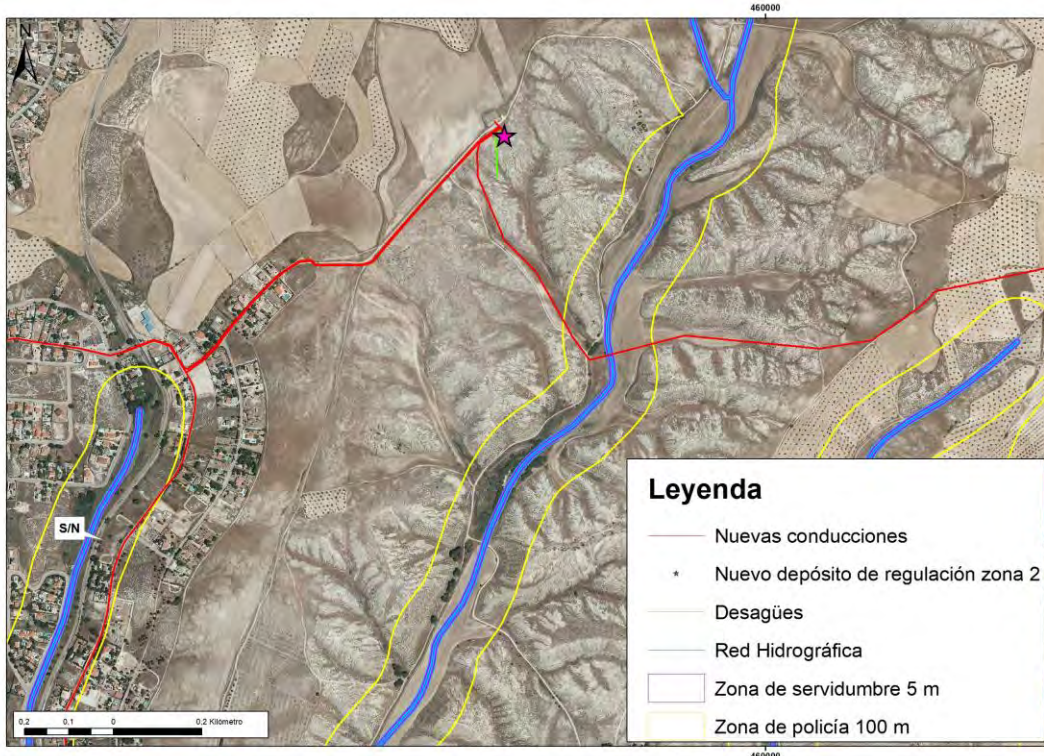 460000
N
S/N
Leyenda
Nuevas conducciones
Nuevo depósito de regulación zona 2
Desagües
Red Hidrográfica
Zona de servidumbre 5 m
Zona de policía 100 m
0,2 0,1 0 0,2 Kilómetro
460000